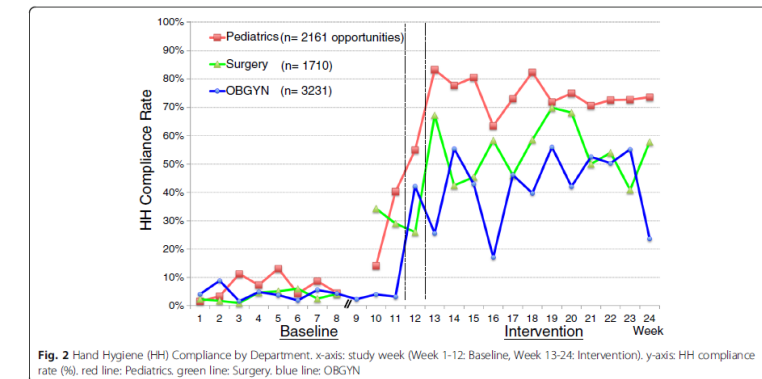 100%
90%
80%
70%
60%
50%
40%
30%
20%
10%
0%
HH Compliance Rate
Pediatrics (n= 2161 opportunities)
Surgery (n= 1710)
OBGYN (n= 3231)
1 2 3 4 5 6 7 8 // 9 10 11 12 13 14 15 16 17 18 19 20 21 22 23 24
Baseline Intervention Week
Fig. 2 Hand Hygiene (HH) Compliance by Department. x-axis: study week (Week 1-12: Baseline, Week 13-24: Intervention). y-axis: HH compliance
rate (%). red line: Pediatrics. green line: Surgery. blue line: OBGYN